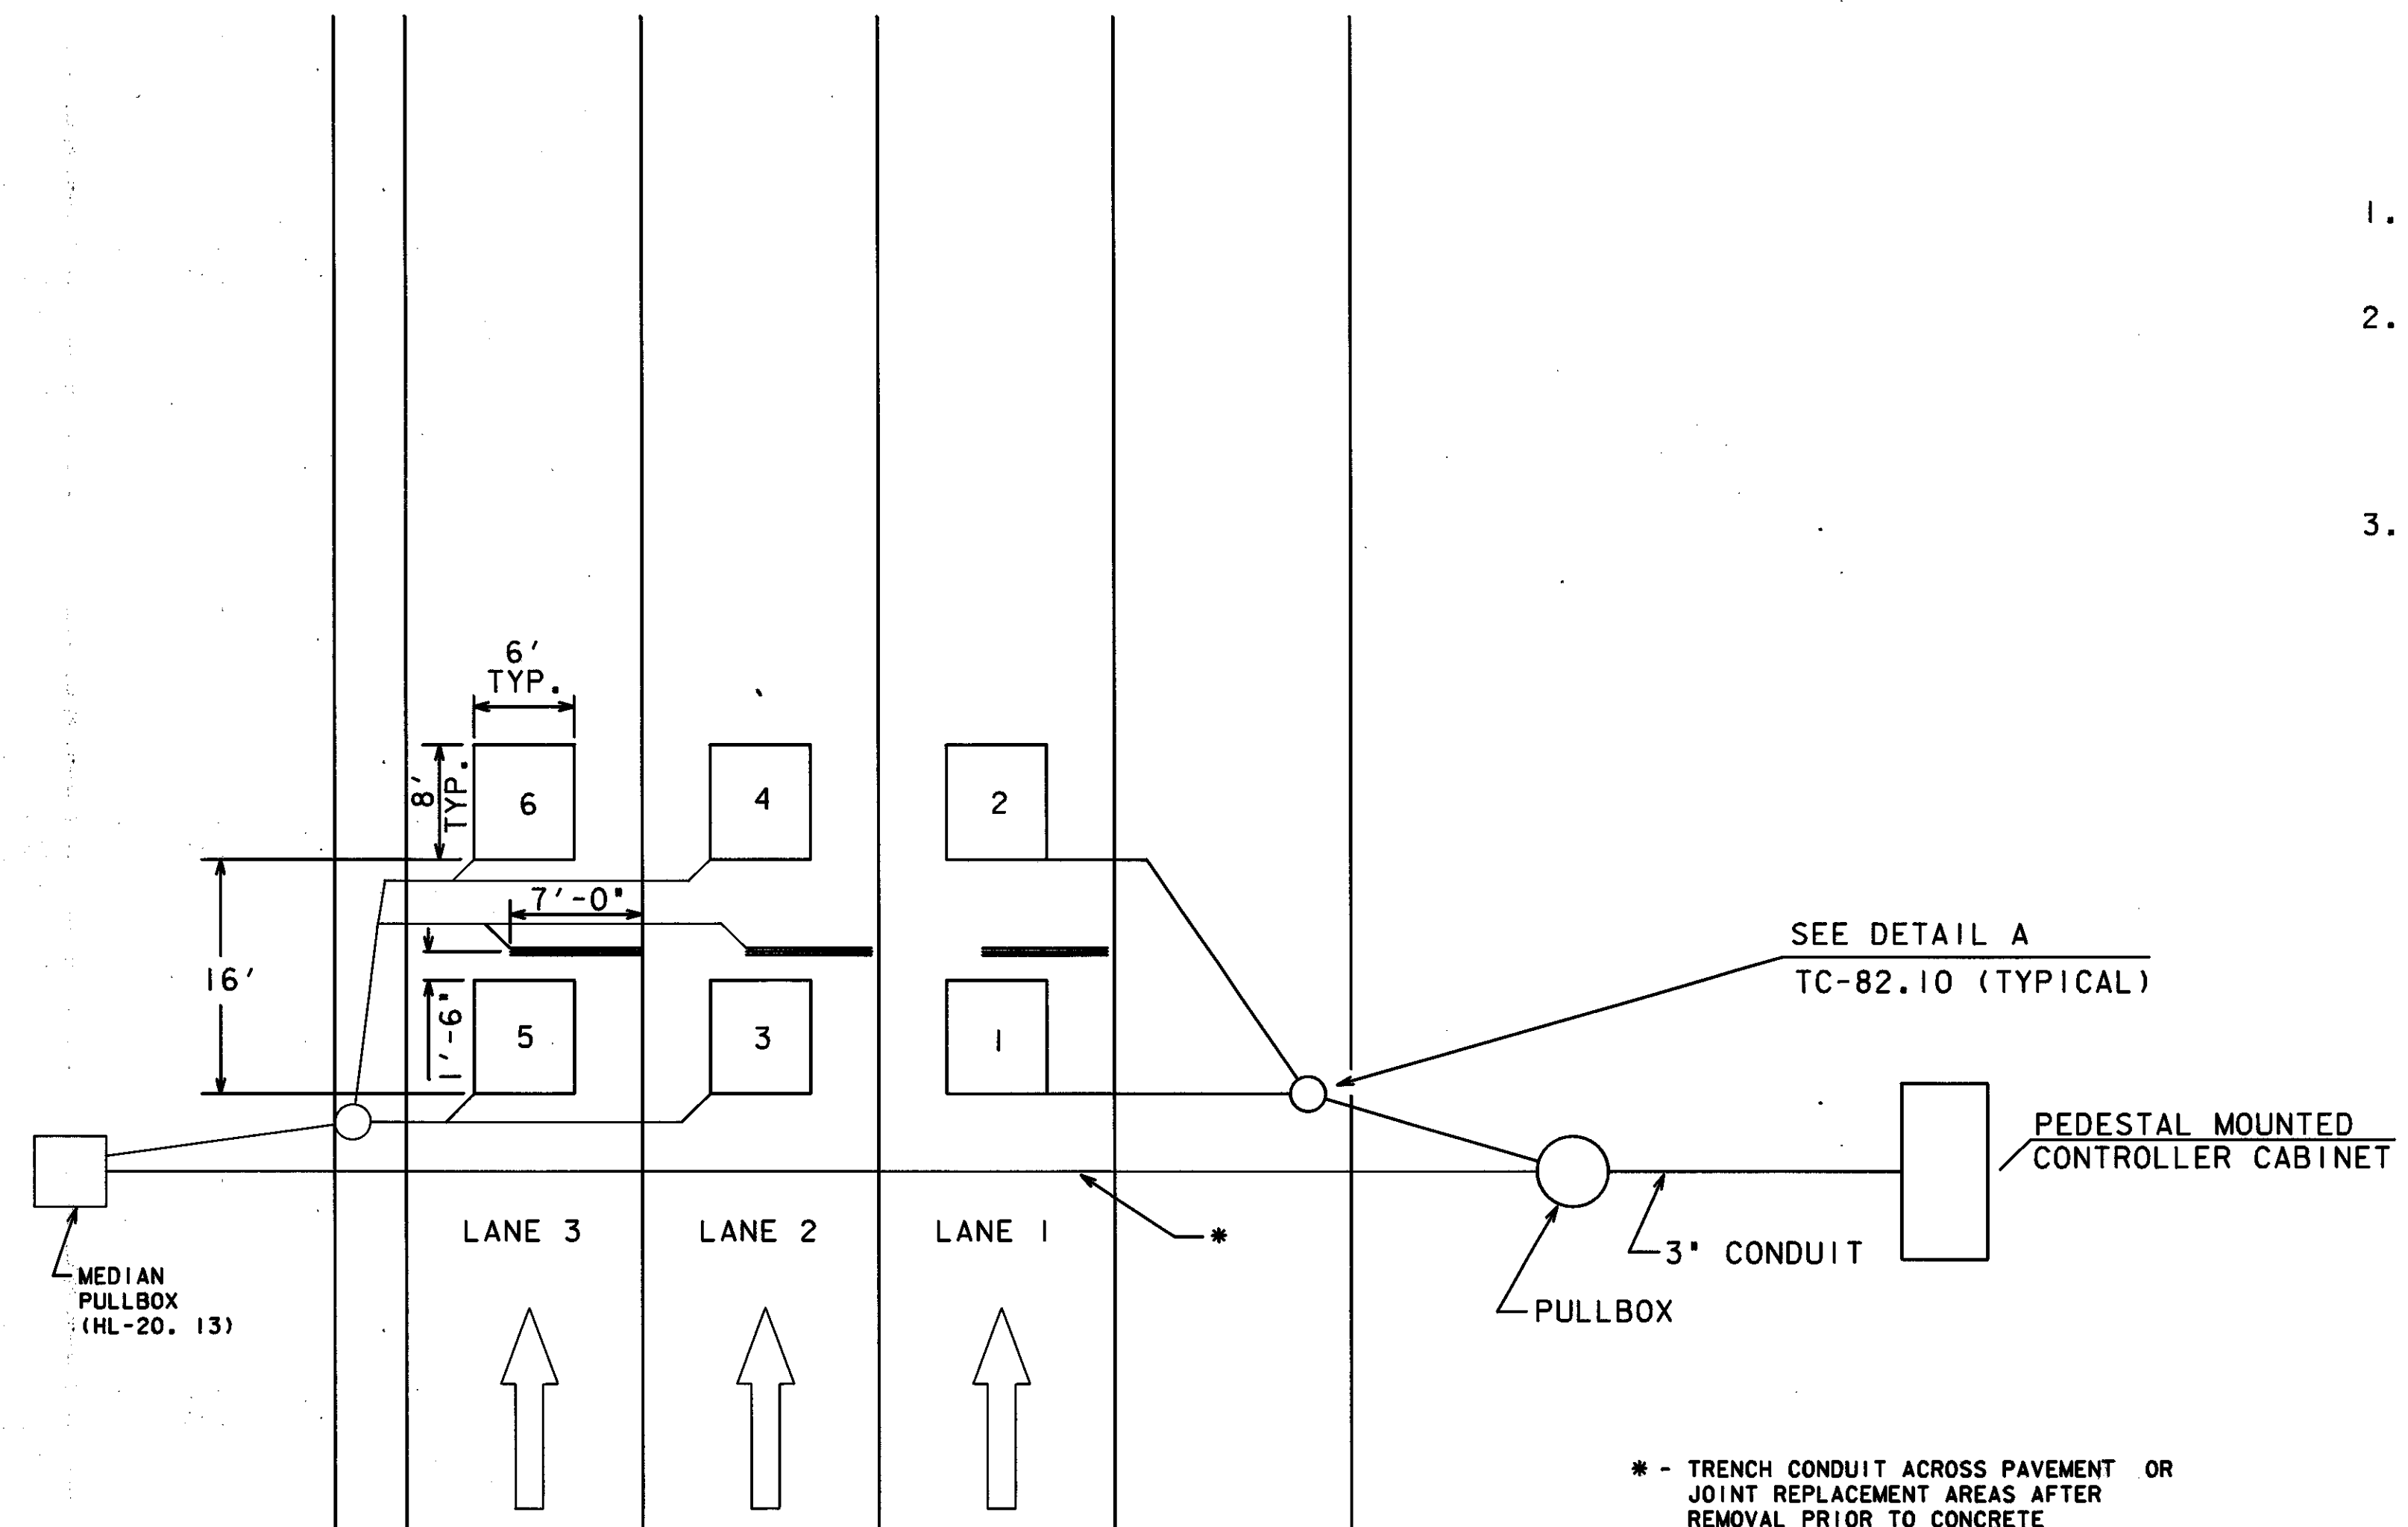 1.
2.
3.
6'
TYP.
8'
TYP.
6
4
2
7'-0"
16'
1'-6"
5
3
1
SEE DETAIL A
TC-82.10 (TYPICAL)
PEDESTAL MOUNTED
CONTROLLER CABINET
LANE 3
LANE 2
LANE 1
*
3" CONDUIT
PULLBOX
MEDIAN
PULLBOX
(HL-20. 13)
* - TRENCH CONDUIT ACROSS PAVEMENT OR
JOINT REPLACEMENT AREAS AFTER
REMOVAL PRIOR TO CONCRETE